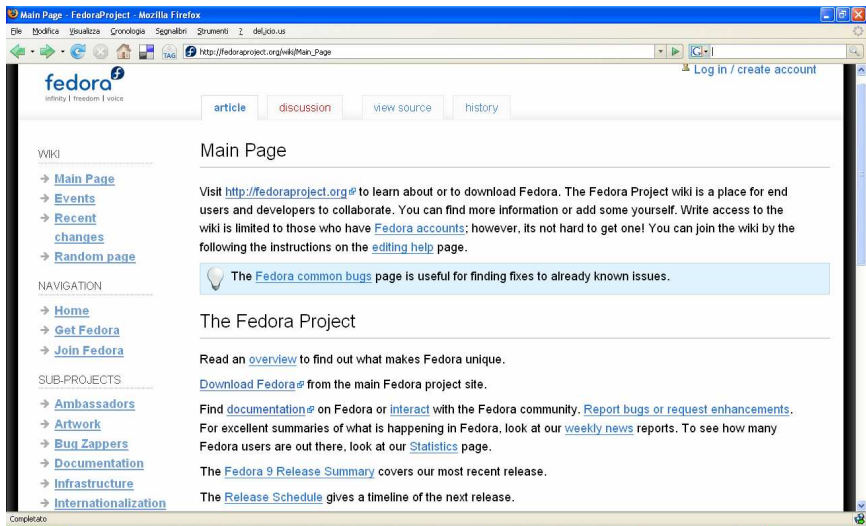 Main Page - FedoraProject - Mozilla Firefox
File Modifica Visualizza Cronologia Segnalibri Strumenti ? del.icio.us
TAG http://fedoraproject.org/wiki/Main_Page G
fedora f
infinity | freedom | voice
Log in / create account
article discussion view source history
WIKI
Main Page
Events
Recent
changes
Random page
NAVIGATION
Home
Get Fedora
Join Fedora
SUB-PROJECTS
Ambassadors
Artwork
Bug Zappers
Documentation
Infrastructure
Internationalization
Main Page
Visit http://fedoraproject.org to learn about or to download Fedora. The Fedora Project wiki is a place for end
users and developers to collaborate. You can find more information or add some yourself. Write access to the
wiki is limited to those who have Fedora accounts; however, its not hard to get one! You can join the wiki by the
following the instructions on the editing help page.
The Fedora common bugs page is useful for finding fixes to already known issues.
The Fedora Project
Read an overview to find out what makes Fedora unique.
Download Fedora from the main Fedora project site.
Find documentation on Fedora or interact with the Fedora community. Report bugs or request enhancements.
For excellent summaries of what is happening in Fedora, look at our weekly news reports. To see how many
Fedora users are out there, look at our Statistics page.
The Fedora 9 Release Summary covers our most recent release.
The Release Schedule gives a timeline of the next release.
Completato